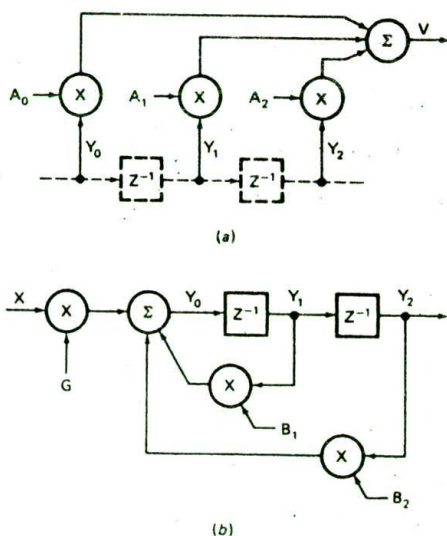 Σ V
A0 X A1 X A2 X
Y0 Y1 Y2
Z-1 Z-1
(a)
X X Σ Y0 Z-1 Y1 Z-1 Y2
G X
B1
X
B2
(b)